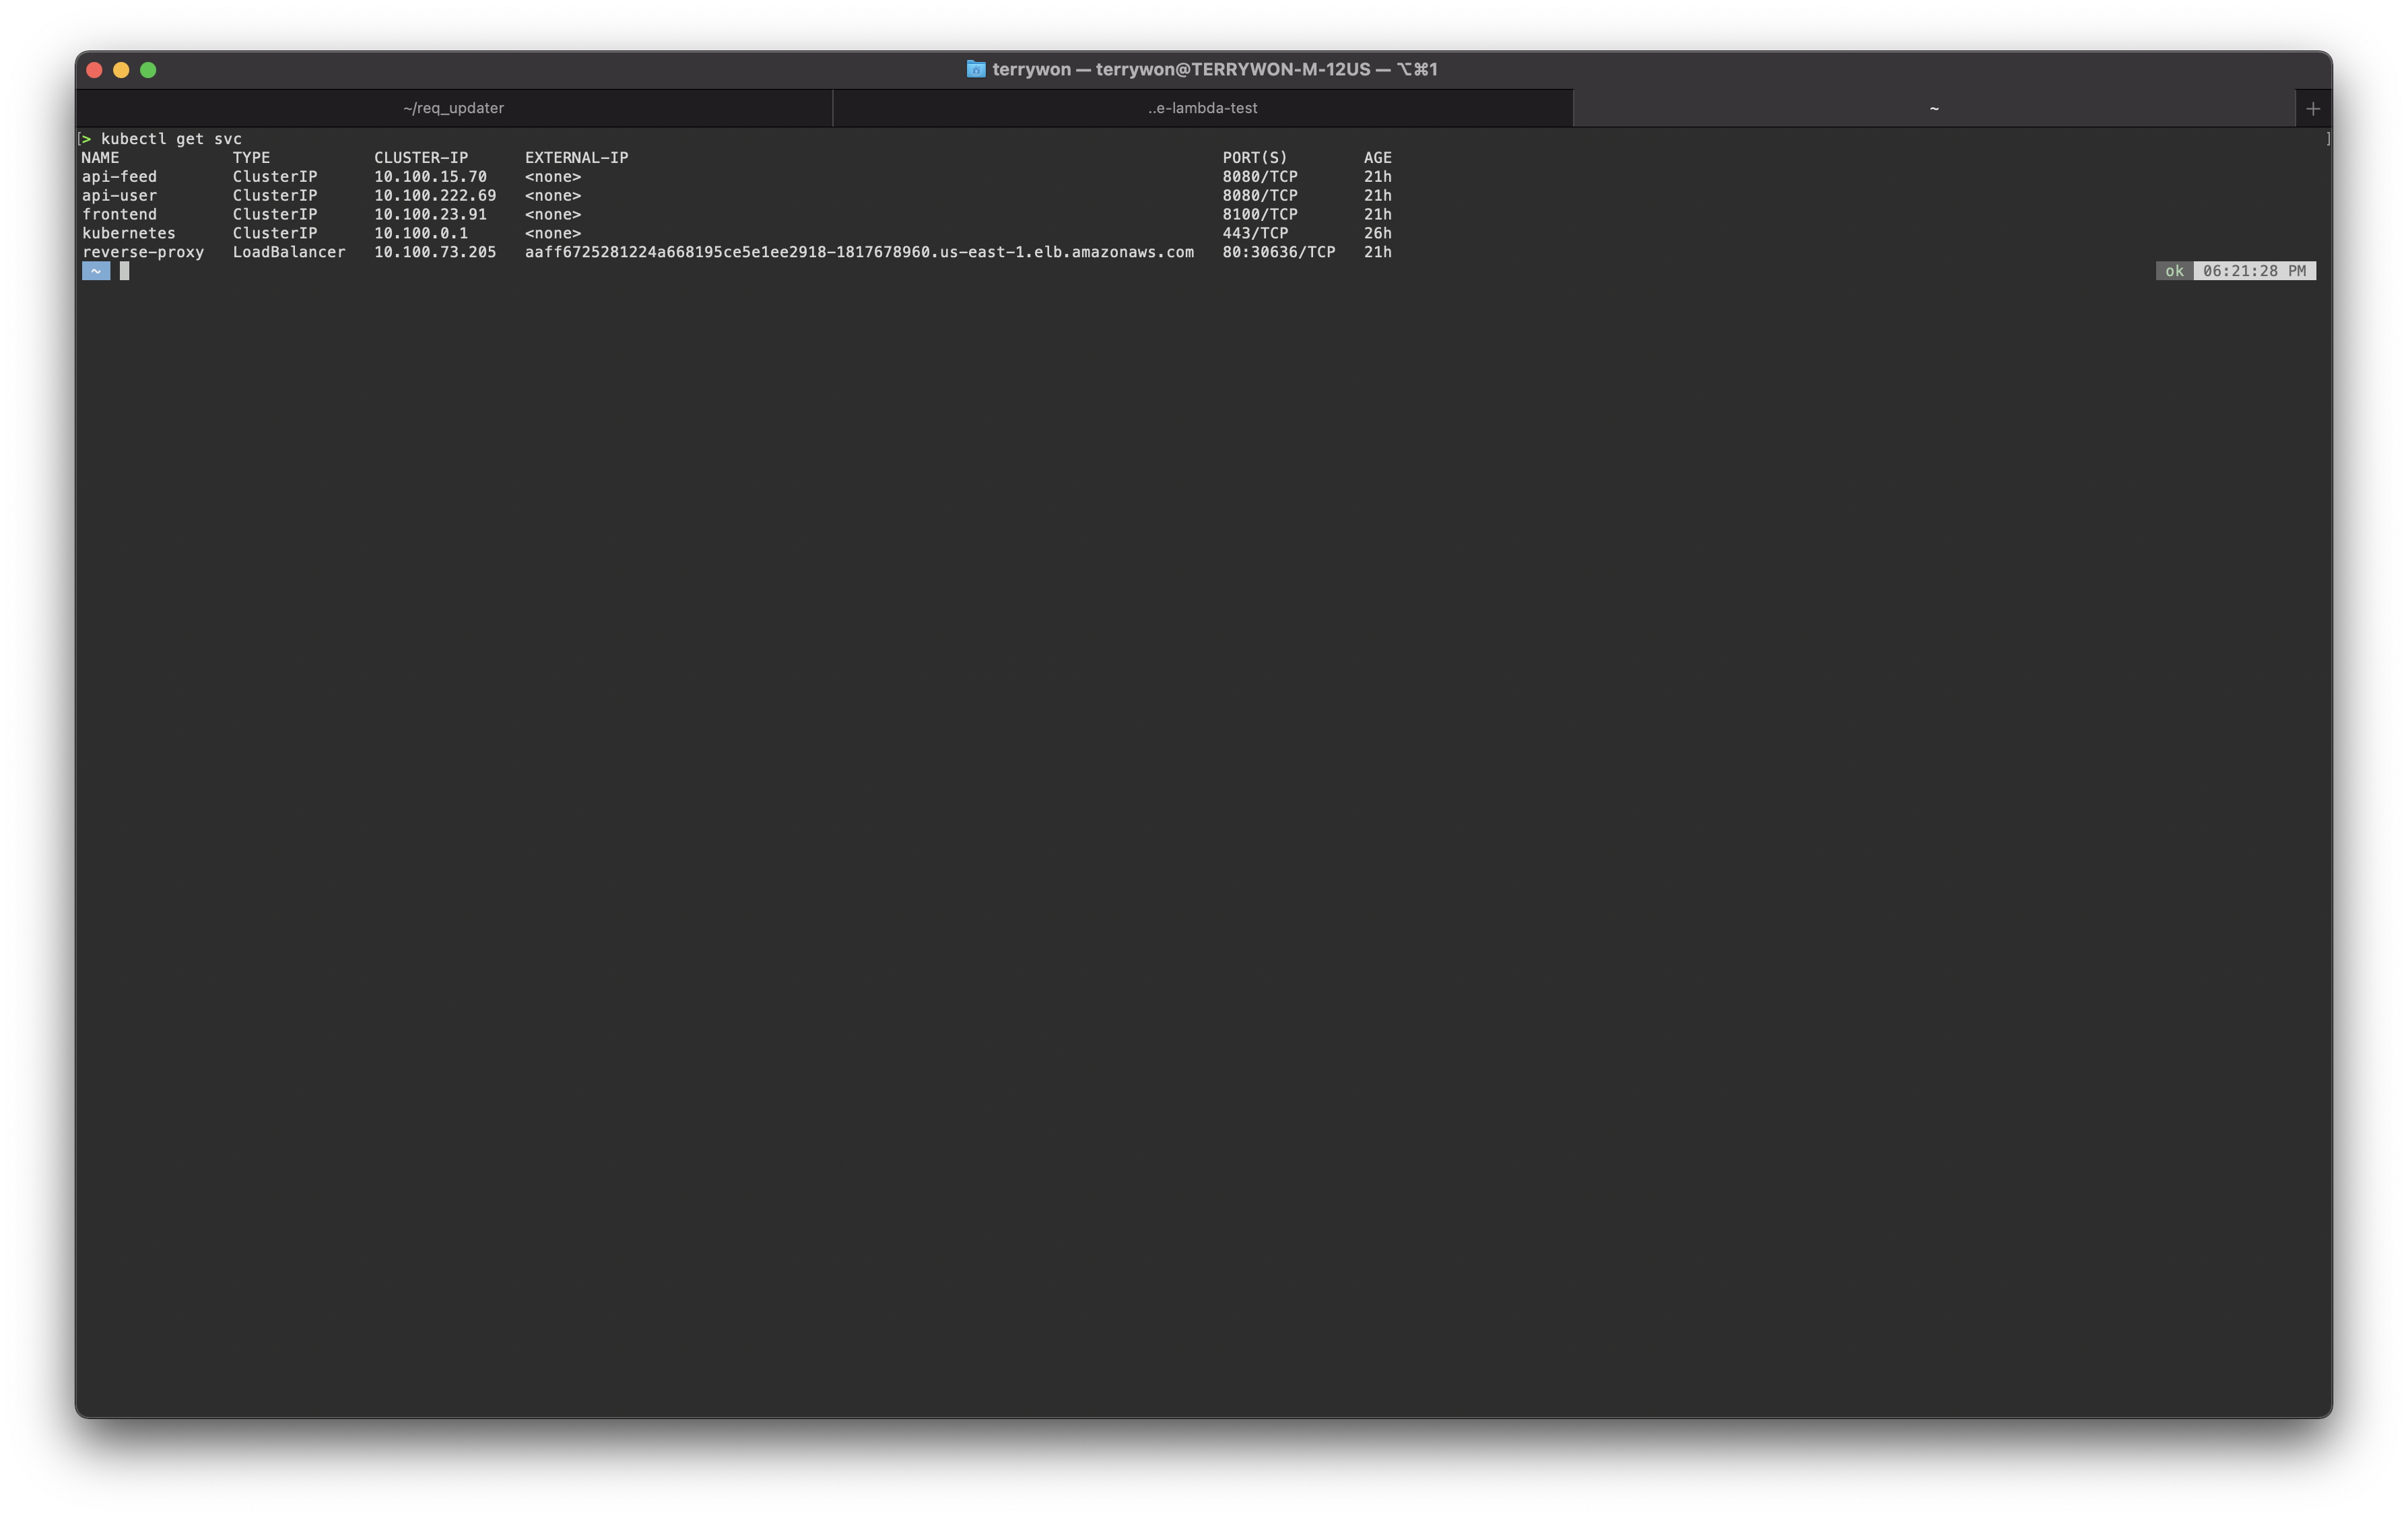 terrywon — terrywon@TERRYWON-M-12US — ⌥⌘1
~/req_updater ..e-lambda-test ~ +
[> kubectl get svc ]
NAME TYPE CLUSTER-IP EXTERNAL-IP PORT(S) AGE
api-feed ClusterIP 10.100.15.70 <none> 8080/TCP 21h
api-user ClusterIP 10.100.222.69 <none> 8080/TCP 21h
frontend ClusterIP 10.100.23.91 <none> 8100/TCP 21h
kubernetes ClusterIP 10.100.0.1 <none> 443/TCP 26h
reverse-proxy LoadBalancer 10.100.73.205 aaff6725281224a668195ce5e1ee2918-1817678960.us-east-1.elb.amazonaws.com 80:30636/TCP 21h
~ ok 06:21:28 PM